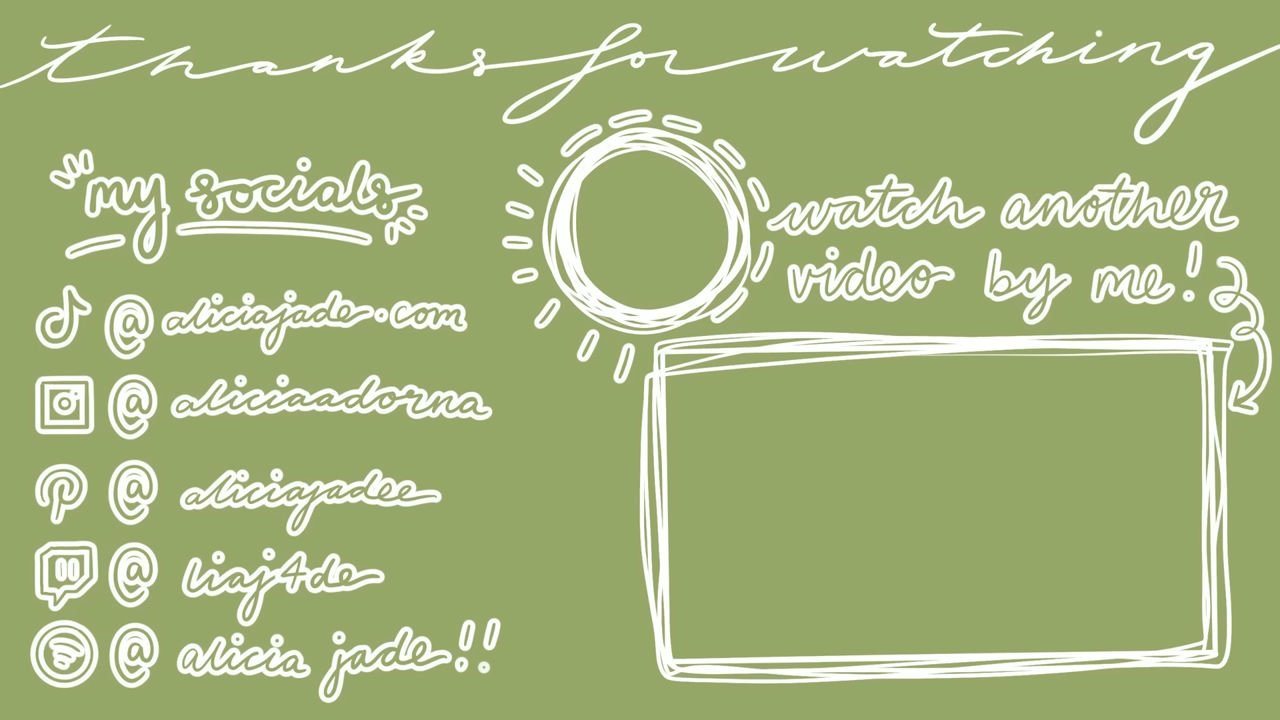 thanks for watching
my socials
@aliciajade.com
@aliciaadorna
@aliciajadee
@liaj4de
@alicia jade!!
watch another
video by me!